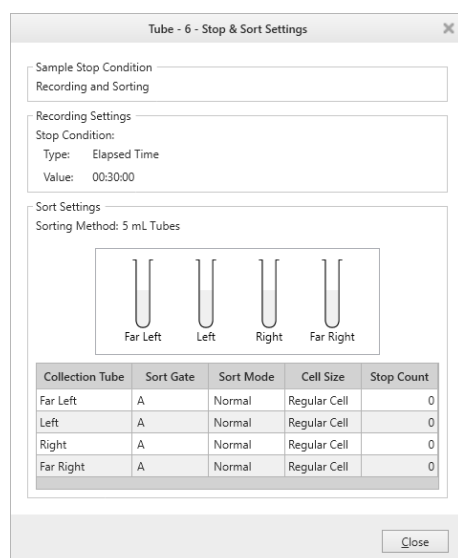 Tube - 6 - Stop & Sort Settings
Sample Stop Condition
Recording and Sorting
Recording Settings
Stop Condition:
Type: Elapsed Time
Value: 00:30:00
Sort Settings
Sorting Method: 5 mL Tubes
Far Left Left Right Far Right
Collection Tube Sort Gate Sort Mode Cell Size Stop Count
Far Left A Normal Regular Cell 0
Left A Normal Regular Cell 0
Right A Normal Regular Cell 0
Far Right A Normal Regular Cell 0
Close